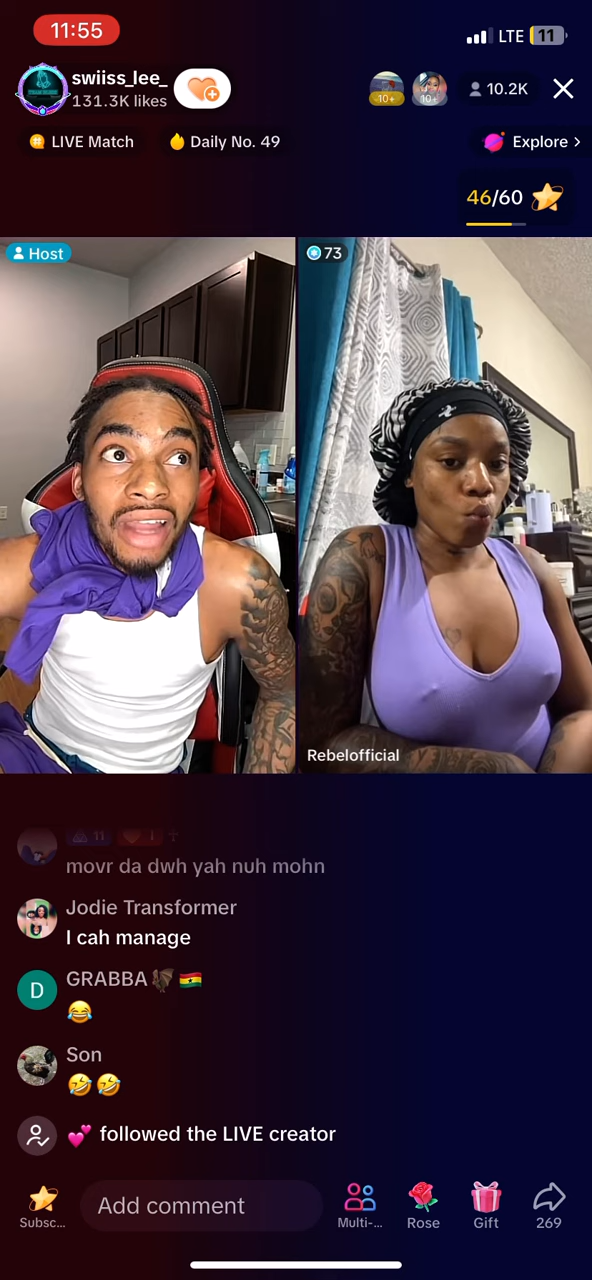 11:55
LTE 11
swiiss_lee_
131.3K likes
10+
10+
10.2K
LIVE Match
Daily No. 49
Explore >
46/60
Host
73
Rebelofficial
11
1
movr da dwh yah nuh mohn
Jodie Transformer
I cah manage
D
GRABBA🦇🇬🇭
😂
Son
🤣🤣
💕 followed the LIVE creator
Add comment
Subsc...
Multi-...
Rose
Gift
269